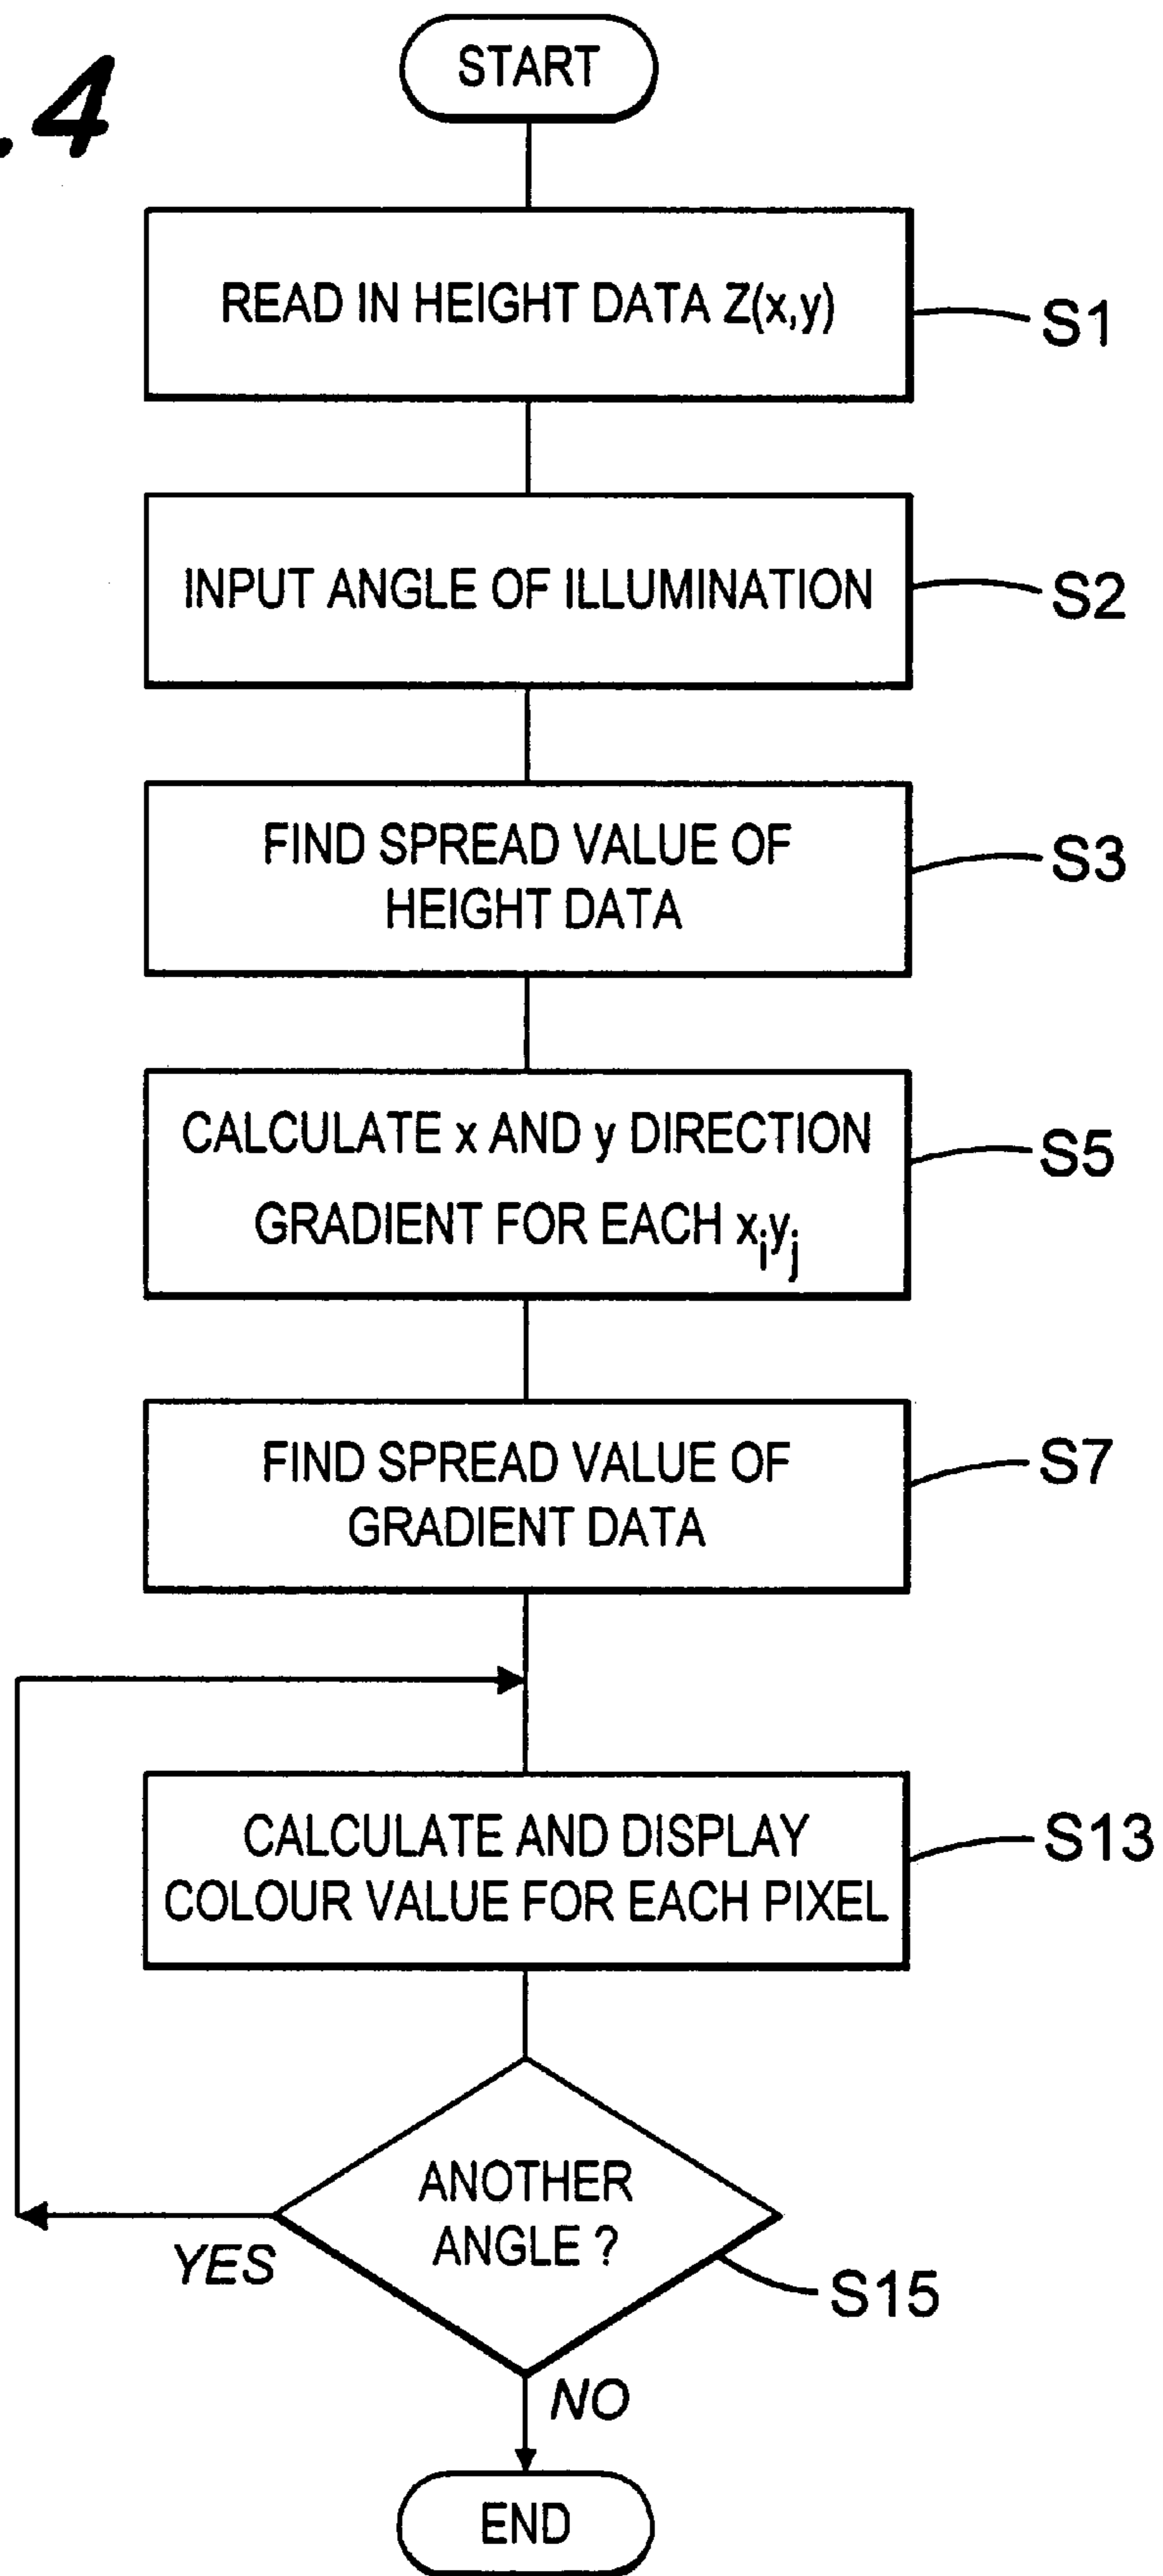 .4
START
READ IN HEIGHT DATA Z(x,y)
S1
INPUT ANGLE OF ILLUMINATION
S2
FIND SPREAD VALUE OF
HEIGHT DATA
S3
CALCULATE x AND y DIRECTION
GRADIENT FOR EACH xᵢyⱼ
S5
FIND SPREAD VALUE OF
GRADIENT DATA
S7
CALCULATE AND DISPLAY
COLOUR VALUE FOR EACH PIXEL
S13
ANOTHER
ANGLE ?
YES
S15
NO
END